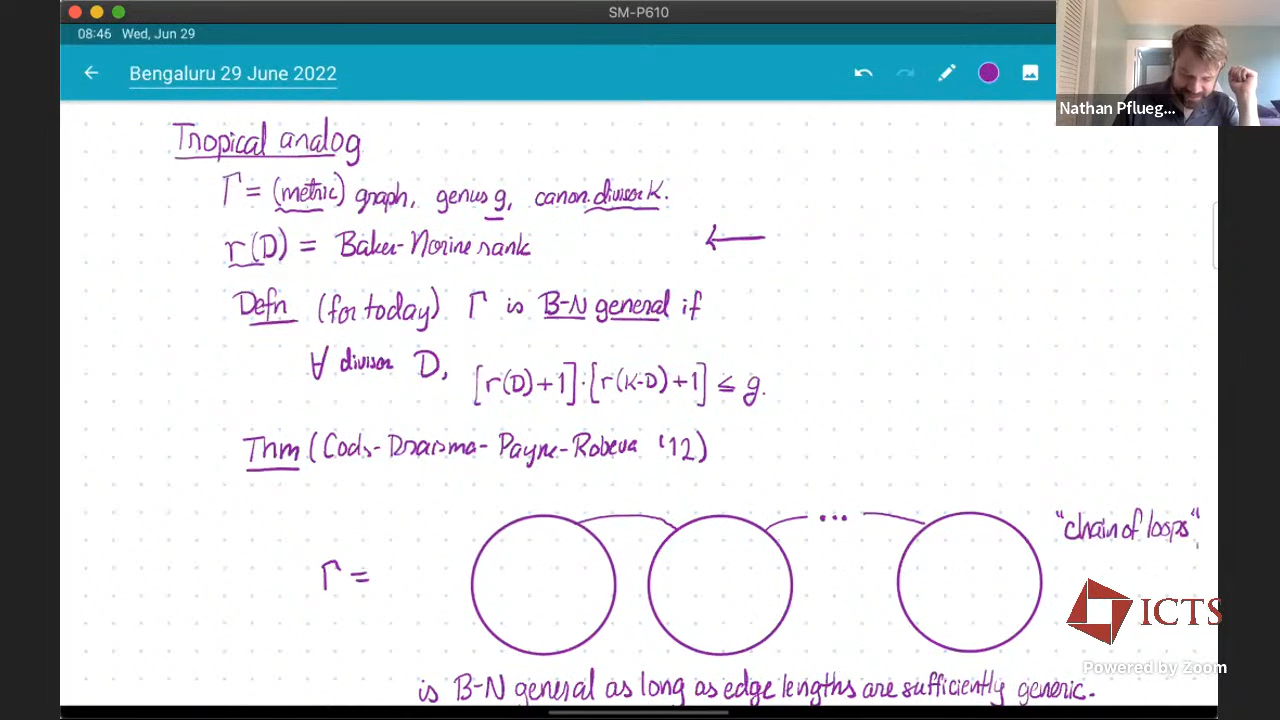 SM-P610
08:46 Wed, Jun 29
Bengaluru 29 June 2022
Nathan Pflueg...
Tropical analog
Γ = (metric) graph, genus g, canon. divisor K.
r(D) = Baker-Norine rank ←
Defn (for today) Γ is B-N general if
∀ divisor D, [r(D)+1]·[r(K-D)+1] ≤ g.
Thm (Cools-Draisma-Payne-Robeva '12)
...
"chain of loops"
Γ =
ICTS
Powered by Zoom
is B-N general as long as edge lengths are sufficiently generic.